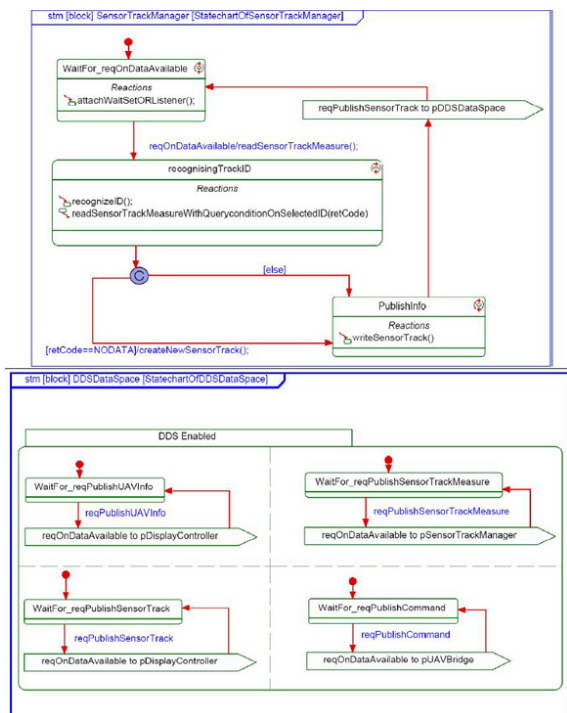 stm [block] SensorTrackManager [StatechartOfSensorTrackManager]
WaitFor_reqOnDataAvailable
Reactions
attachWaitSetORListener();
reqPublishSensorTrack to pDDSDataSpace
reqOnDataAvailable/readSensorTrackMeasure();
recognisingTrackID
Reactions
recognizeID();
readSensorTrackMeasureWithQueryconditionOnSelectedID(retCode)
C
[else]
PublishInfo
Reactions
writeSensorTrack()
[retCode==NODATA]/createNewSensorTrack();
stm [block] DDSDataSpace [StatechartOfDDSDataSpace]
DDS Enabled
WaitFor_reqPublishUAVInfo
reqPublishUAVInfo
reqOnDataAvailable to pDisplayController
WaitFor_reqPublishSensorTrackMeasure
reqPublishSensorTrackMeasure
reqOnDataAvailable to pSensorTrackManager
WaitFor_reqPublishSensorTrack
reqPublishSensorTrack
reqOnDataAvailable to pDisplayController
WaitFor_reqPublishCommand
reqPublishCommand
reqOnDataAvailable to pUAVBridge